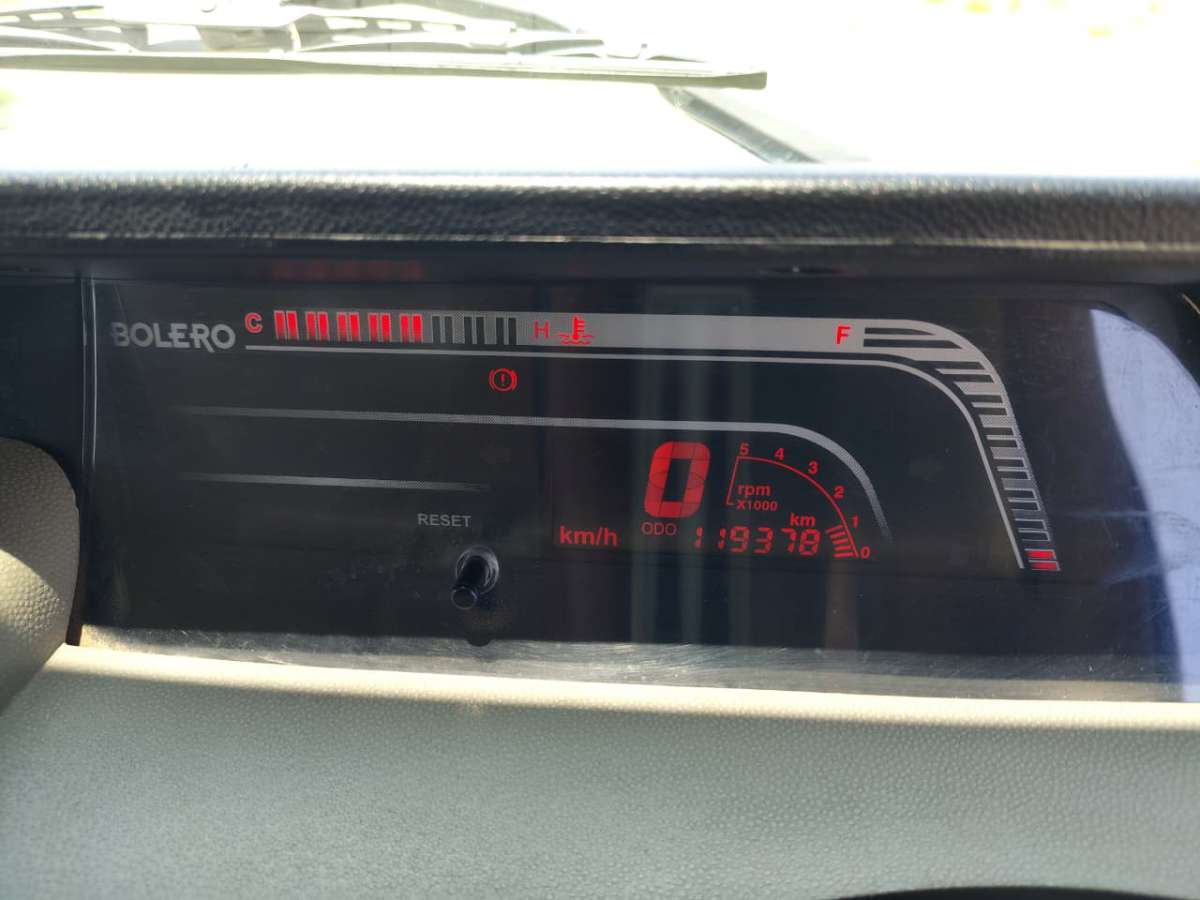 BOLERO
C H F
0
5 4 3 2 1 0
rpm
X1000
RESET
km/h
ODO 119378 km